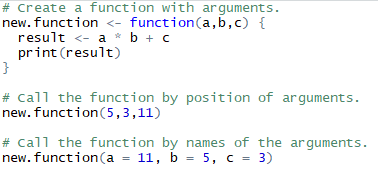 # Create a function with arguments.
new.function <- function(a,b,c) {
  result <- a * b + c
  print(result)
}
# Call the function by position of arguments.
new.function(5,3,11)
# Call the function by names of the arguments.
new.function(a = 11, b = 5, c = 3)